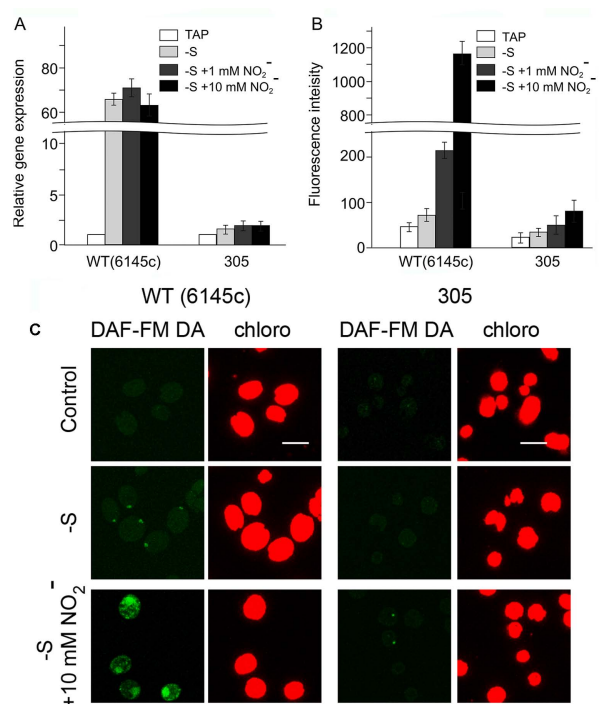 A
Relative gene expression
TAP
-S
-S +1 mM NO2-
-S +10 mM NO2-
80
60
10
5
2
0
WT(6145c)
305
B
Fluorescence inteisity
TAP
-S
-S +1 mM NO2-
-S +10 mM NO2-
1200
1000
800
200
100
0
WT(6145c)
305
WT (6145c)
305
C
DAF-FM DA
chloro
DAF-FM DA
chloro
Control
-S
-S
+10 mM NO2-